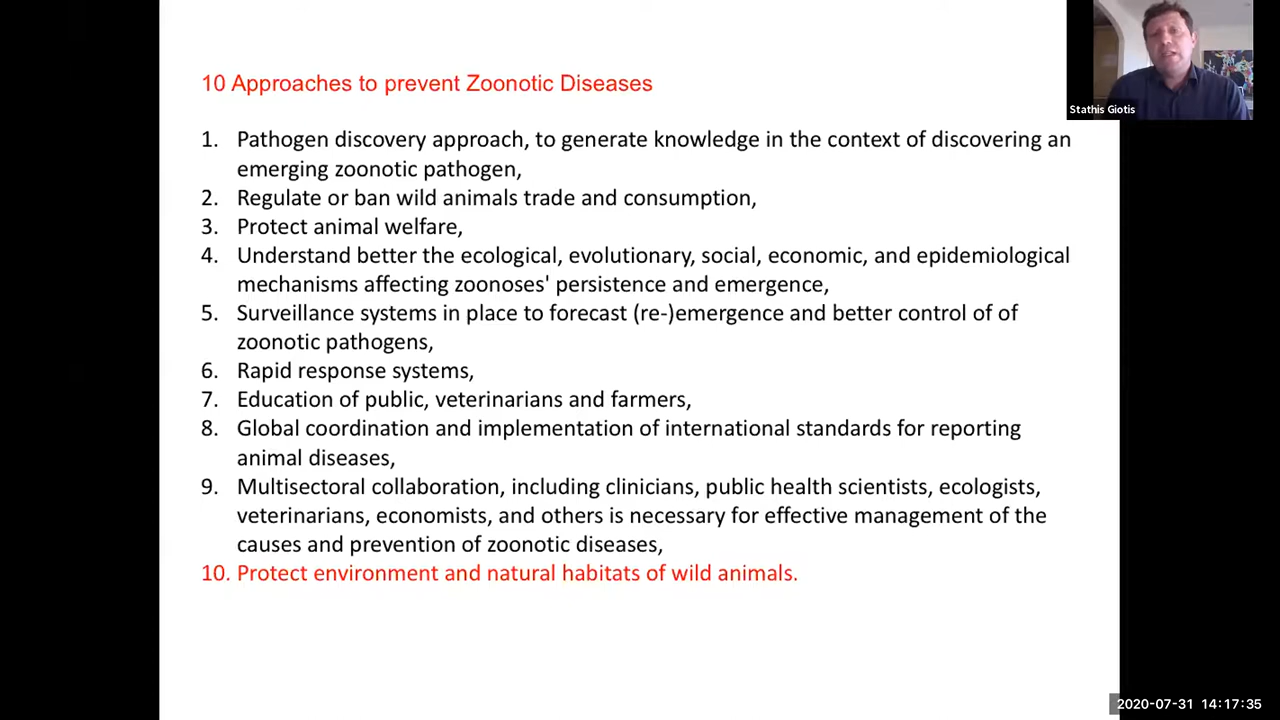 10 Approaches to prevent Zoonotic Diseases
Stathis Giotis
1. Pathogen discovery approach, to generate knowledge in the context of discovering an
emerging zoonotic pathogen,
2. Regulate or ban wild animals trade and consumption,
3. Protect animal welfare,
4. Understand better the ecological, evolutionary, social, economic, and epidemiological
mechanisms affecting zoonoses' persistence and emergence,
5. Surveillance systems in place to forecast (re-)emergence and better control of of
zoonotic pathogens,
6. Rapid response systems,
7. Education of public, veterinarians and farmers,
8. Global coordination and implementation of international standards for reporting
animal diseases,
9. Multisectoral collaboration, including clinicians, public health scientists, ecologists,
veterinarians, economists, and others is necessary for effective management of the
causes and prevention of zoonotic diseases,
10. Protect environment and natural habitats of wild animals.
2020-07-31 14:17:35